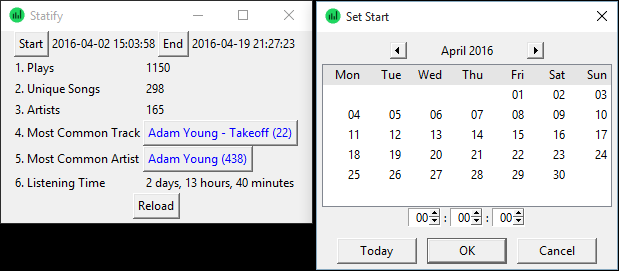 Statify
Start 2016-04-02 15:03:58 End 2016-04-19 21:27:23
1. Plays 1150
2. Unique Songs 298
3. Artists 165
4. Most Common Track Adam Young - Takeoff (22)
5. Most Common Artist Adam Young (438)
6. Listening Time 2 days, 13 hours, 40 minutes
Reload
Set Start
April 2016
Mon Tue Wed Thu Fri Sat Sun
01 02 03
04 05 06 07 08 09 10
11 12 13 14 15 16 17
18 19 20 21 22 23 24
25 26 27 28 29 30
00 : 00 : 00
Today OK Cancel